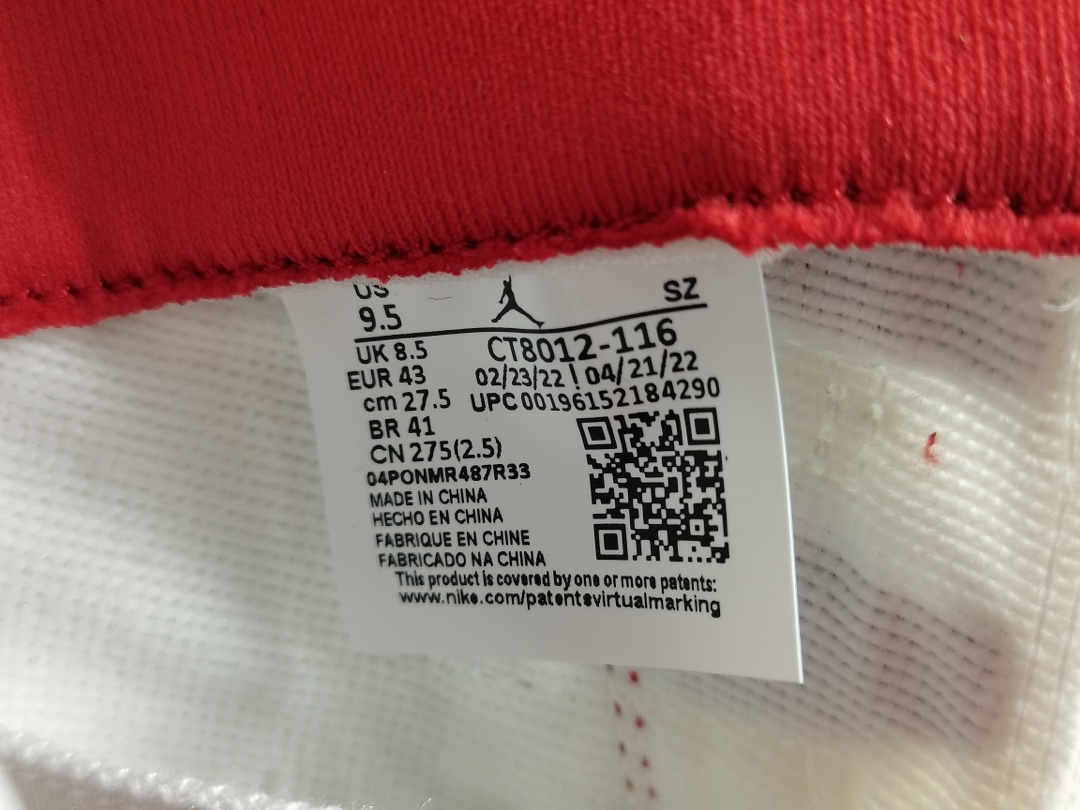 US
SZ
9.5
UK 8.5
CT8012-116
EUR 43
02/23/22 | 04/21/22
cm 27.5
UPC 00196152184290
BR 41
CN 275(2.5)
04PONMR487R33
MADE IN CHINA
HECHO EN CHINA
FABRIQUE EN CHINE
FABRICADO NA CHINA
This product is covered by one or more patents:
www.nike.com/patentsvirtualmarking